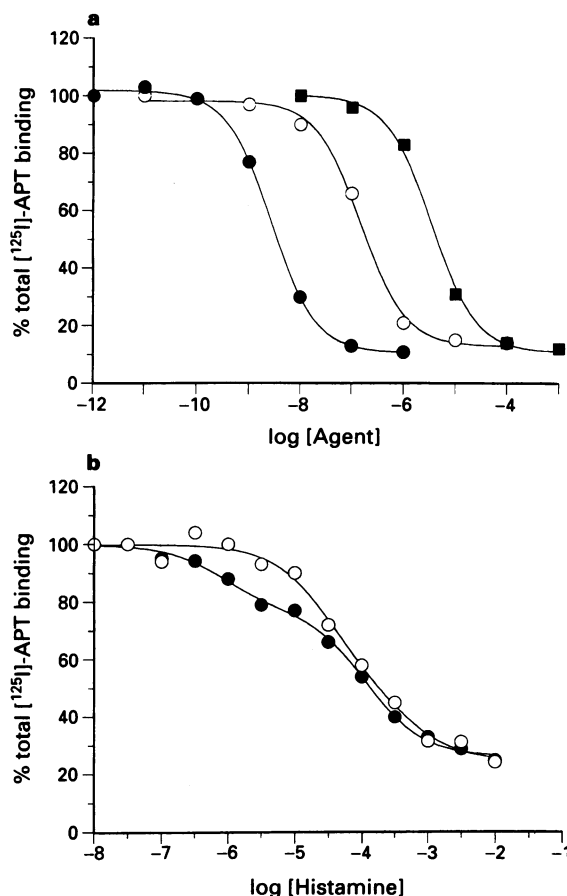 a
120
100
80
60
40
20
0
% total [¹²⁵I]-APT binding
−12 −10 −8 −6 −4
log [Agent]
b
120
100
80
60
40
20
0
% total [¹²⁵I]-APT binding
−8 −7 −6 −5 −4 −3 −2 −1
log [Histamine]